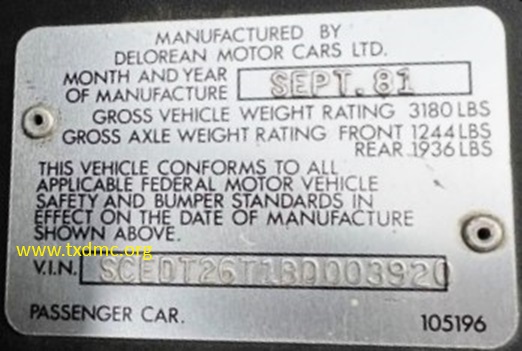 MANUFACTURED BY
DELOREAN MOTOR CARS LTD.
MONTH AND YEAR
OF MANUFACTURE SEPT. 81
GROSS VEHICLE WEIGHT RATING 3180 LBS
GROSS AXLE WEIGHT RATING FRONT 1244 LBS
REAR 1936 LBS
THIS VEHICLE CONFORMS TO ALL
APPLICABLE FEDERAL MOTOR VEHICLE
SAFETY AND BUMPER STANDARDS IN
EFFECT ON THE DATE OF MANUFACTURE
SHOWN ABOVE.
www.txdmc.org
V.I.N. SCEDT26T1BD003920
PASSENGER CAR. 105196